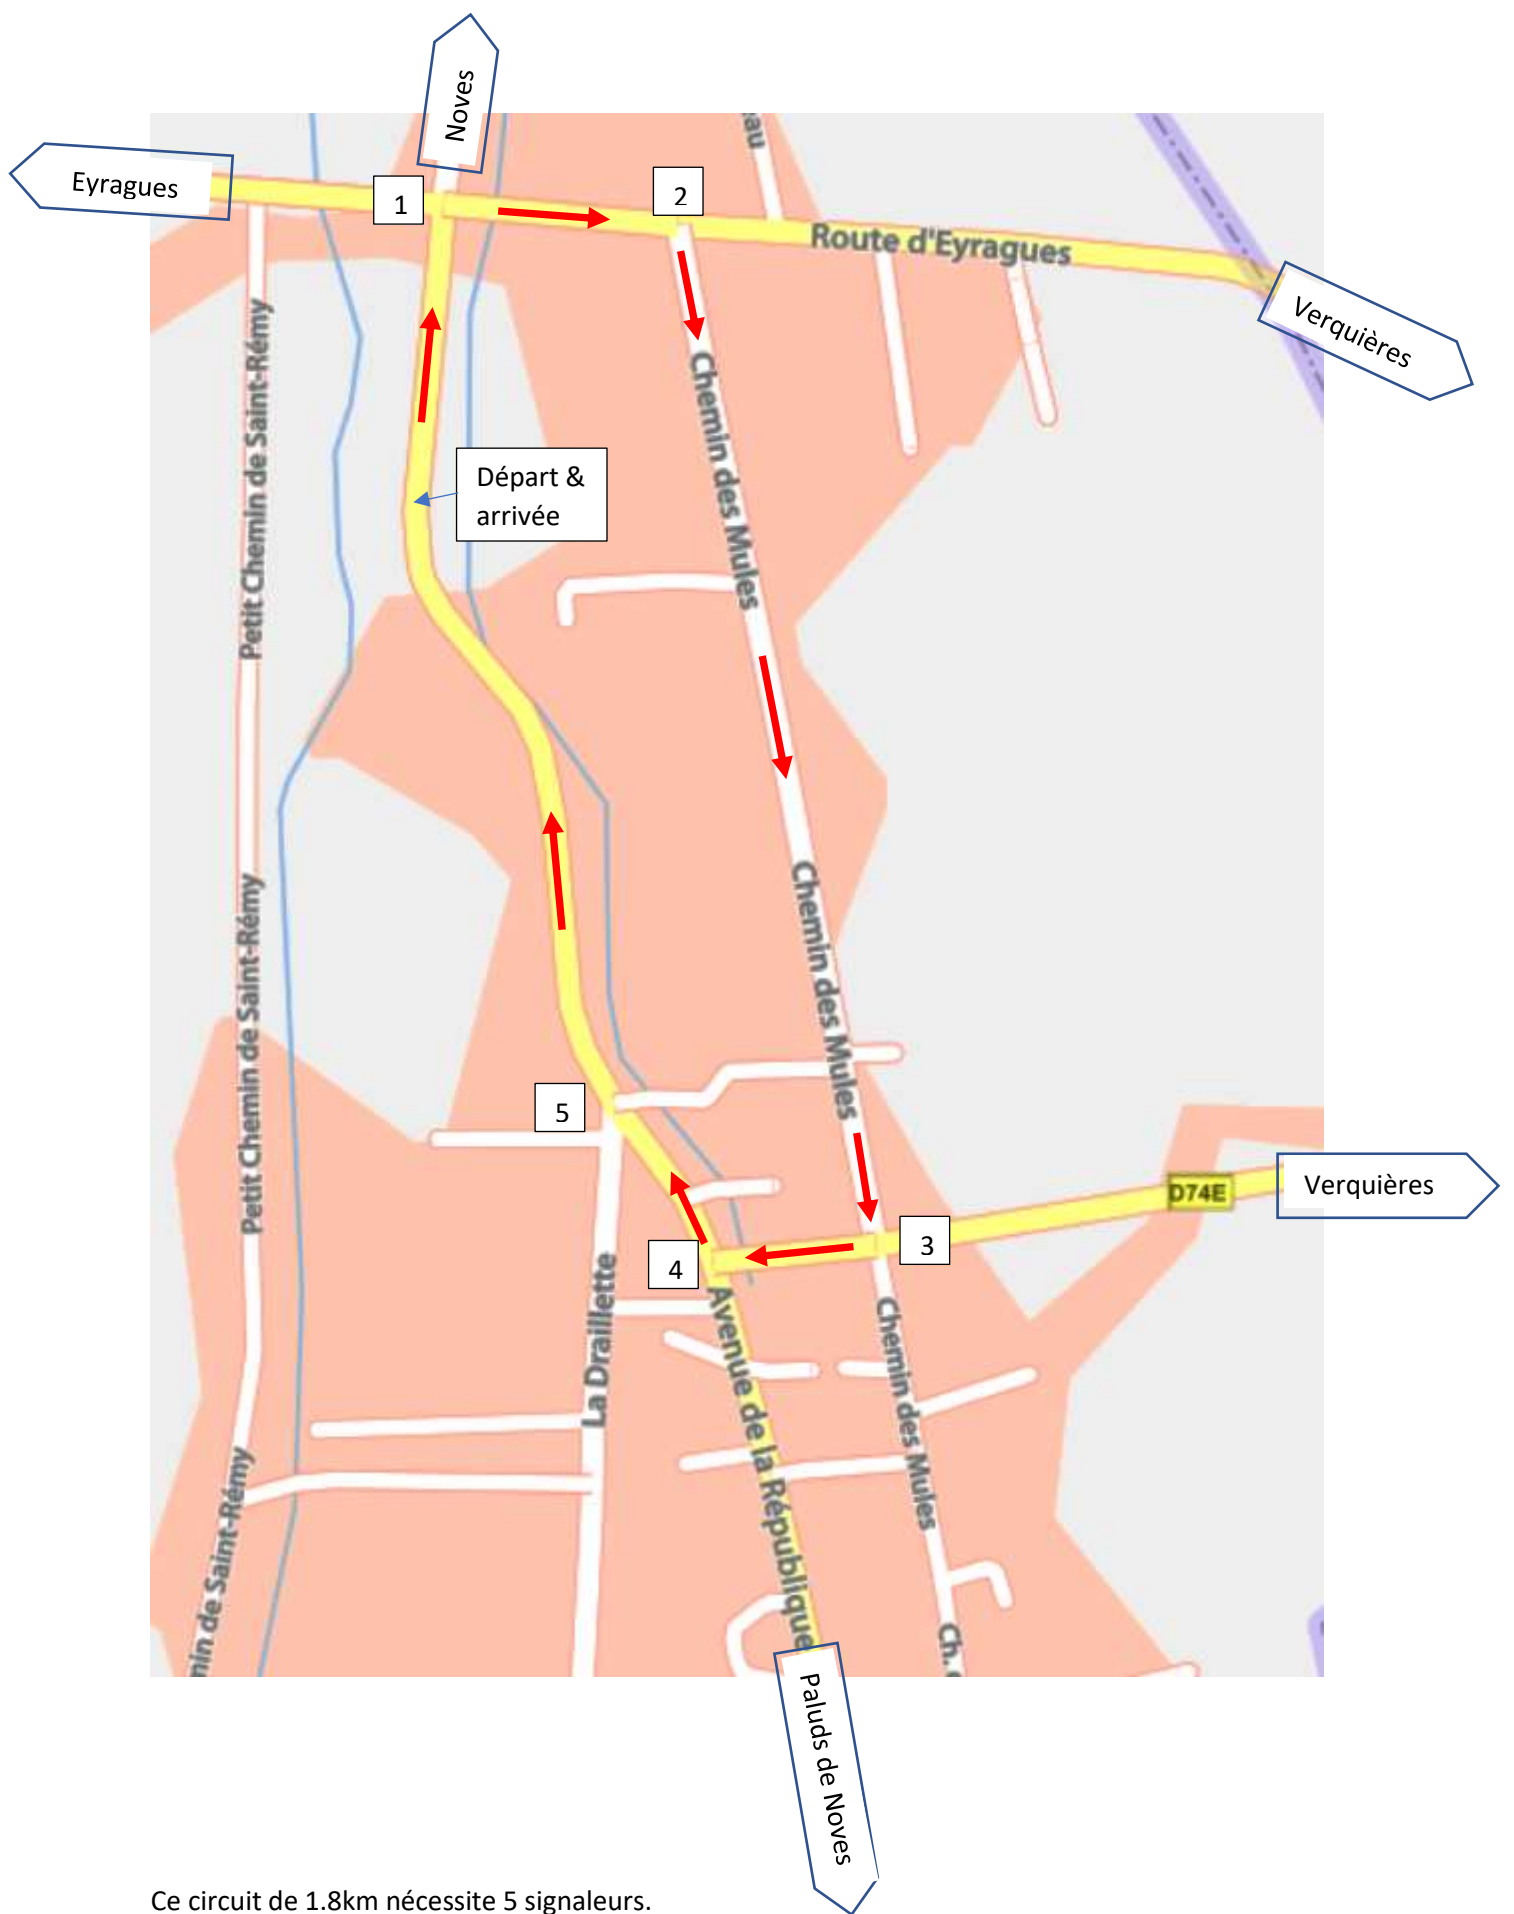 Noves
Eyragues
1
2
eau
Route d'Eyragues
Verquières
Petit Chemin de Saint-Rémy
Chemin des Mules
Départ &
arrivée
Petit Chemin de Saint-Rémy
Chemin des Mules
5
D74E
Verquières
3
4
La Draillette
Avenue de la République
Chemin des Mules
min de Saint-Rémy
Ch.
Paluds de Noves
Ce circuit de 1.8km nécessite 5 signaleurs.